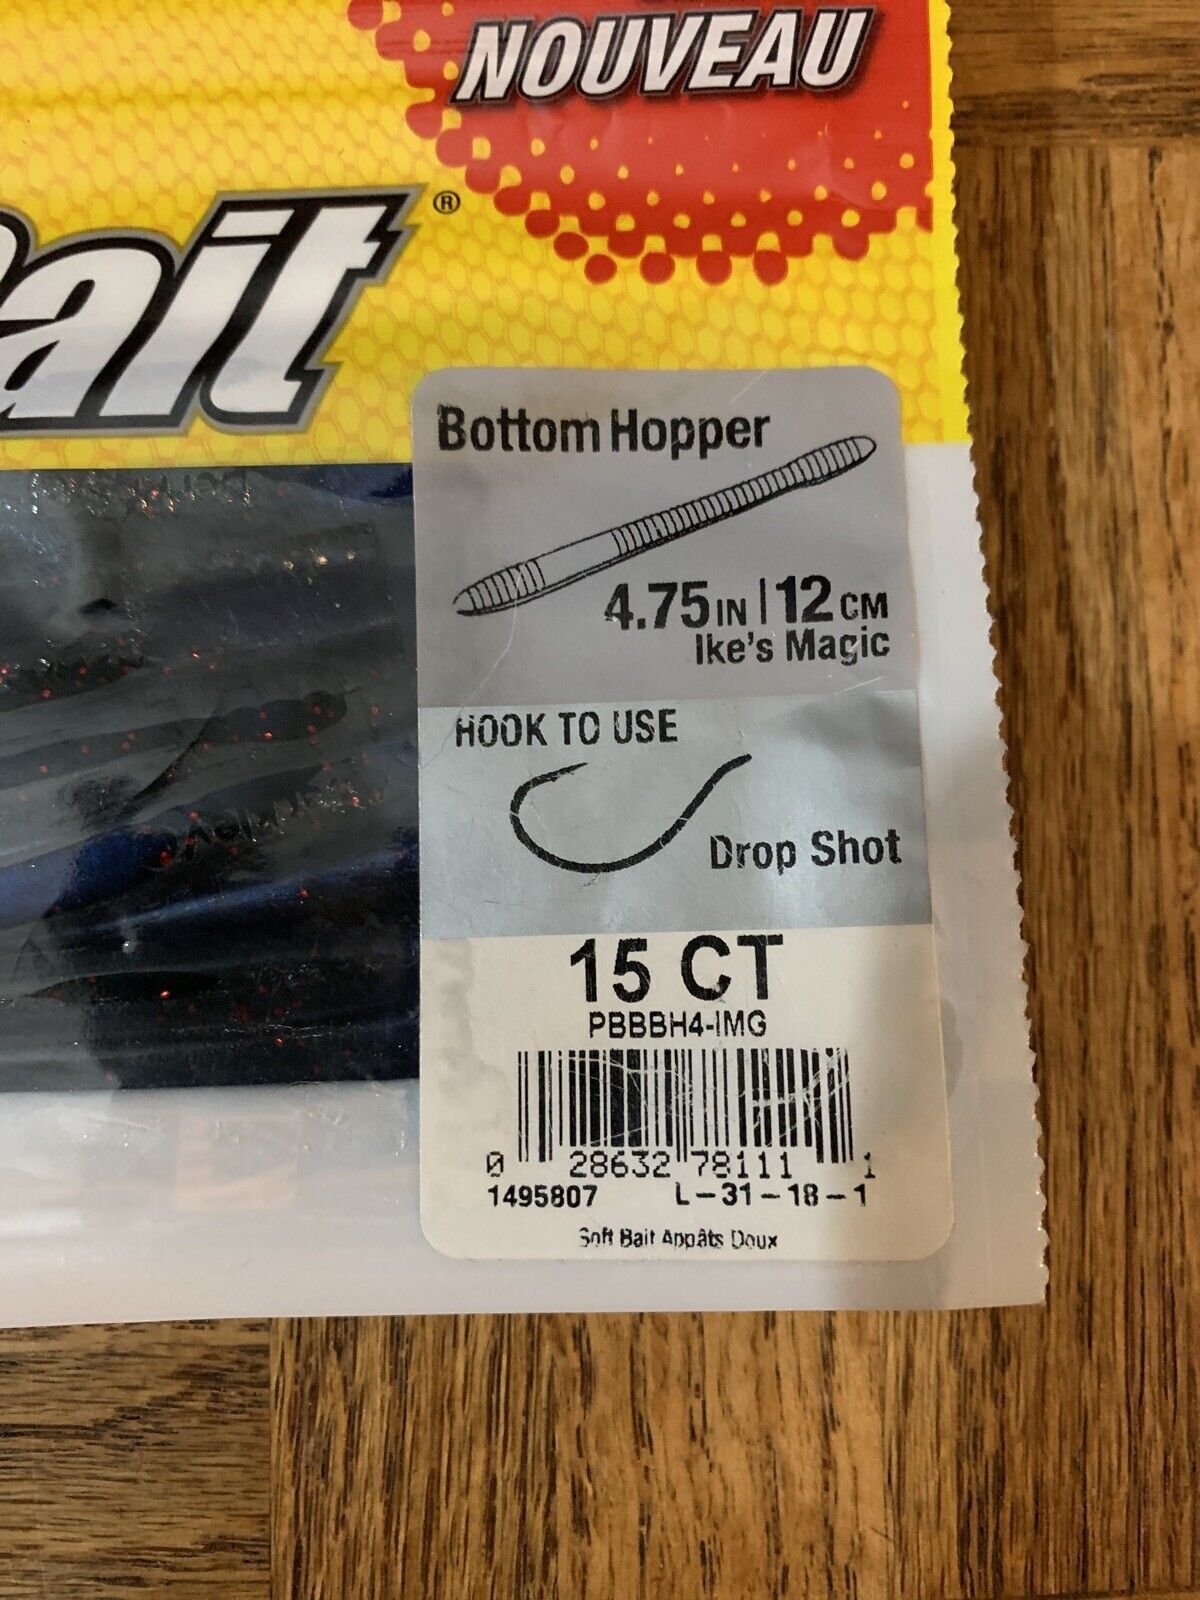 NOUVEAU
Bait®
Bottom Hopper
4.75 IN | 12 CM
Ike's Magic
HOOK TO USE
Drop Shot
15 CT
PBBBH4-IMG
0 28632 78111 1
1495807 L-31-18-1
Soft Bait Appâts Doux
Berkley